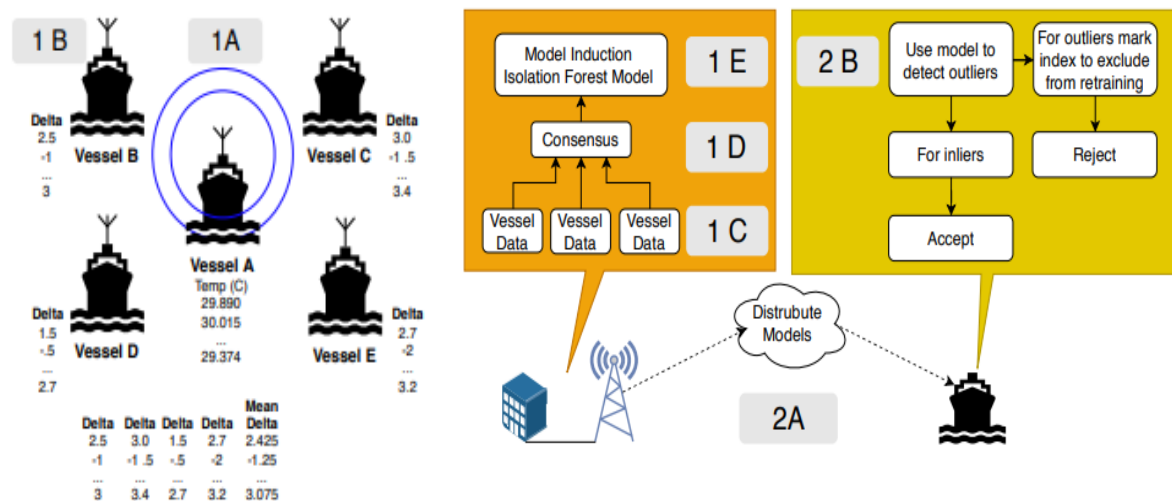 1 B
1A
Delta
2.5
-1
...
3
Vessel B
Vessel C
Delta
3.0
-1 .5
...
3.4
Vessel A
Temp (C)
29.890
30.015
...
29.374
Delta
1.5
-.5
...
2.7
Vessel D
Vessel E
Delta
2.7
-2
...
3.2
Mean
Delta Delta Delta Delta Delta
2.5 3.0 1.5 2.7 2.425
-1 -1 .5 -.5 -2 -1.25
... ... ... ... ...
3 3.4 2.7 3.2 3.075
Model Induction
Isolation Forest Model
1 E
Consensus
1 D
Vessel
Data
Vessel
Data
Vessel
Data
1 C
2 B
Use model to
detect outliers
For outliers mark
index to exclude
from retraining
For inliers
Reject
Accept
Distrubute
Models
2A